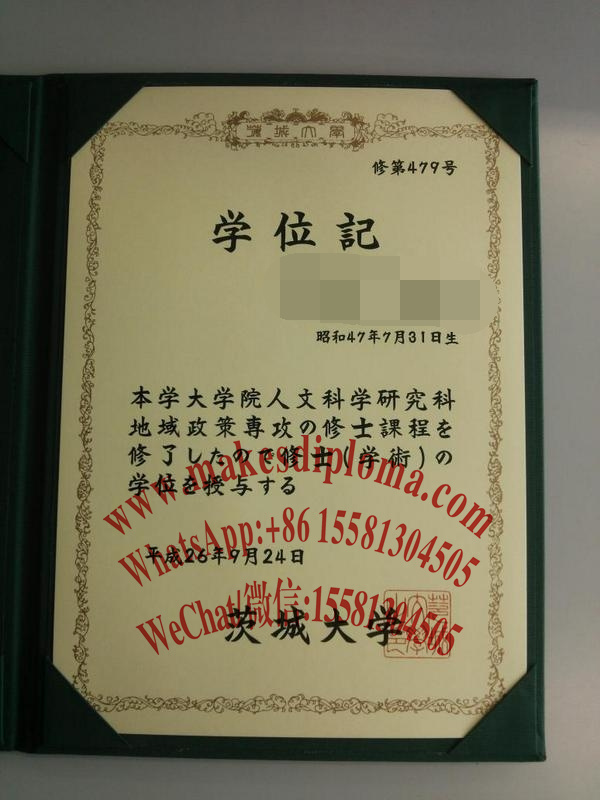 茨城大学
修第479号
学位記
昭和47年7月31日生
本学大学院人文科学研究科
地域政策専攻の修士課程を
修了したので修士(学術)の
学位を授与する
www.makesdiploma.com
WhatsApp:+86 15581304505
平成26年9月24日
WeChat/微信:15581304505
茨城大学